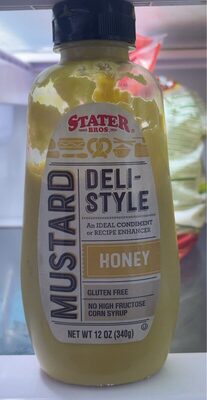 STATER
BROS.
MUSTARD
DELI-
STYLE
AN IDEAL CONDIMENT
OR RECIPE ENHANCER
HONEY
GLUTEN FREE
NO HIGH FRUCTOSE
CORN SYRUP
NET WT 12 OZ (340g)